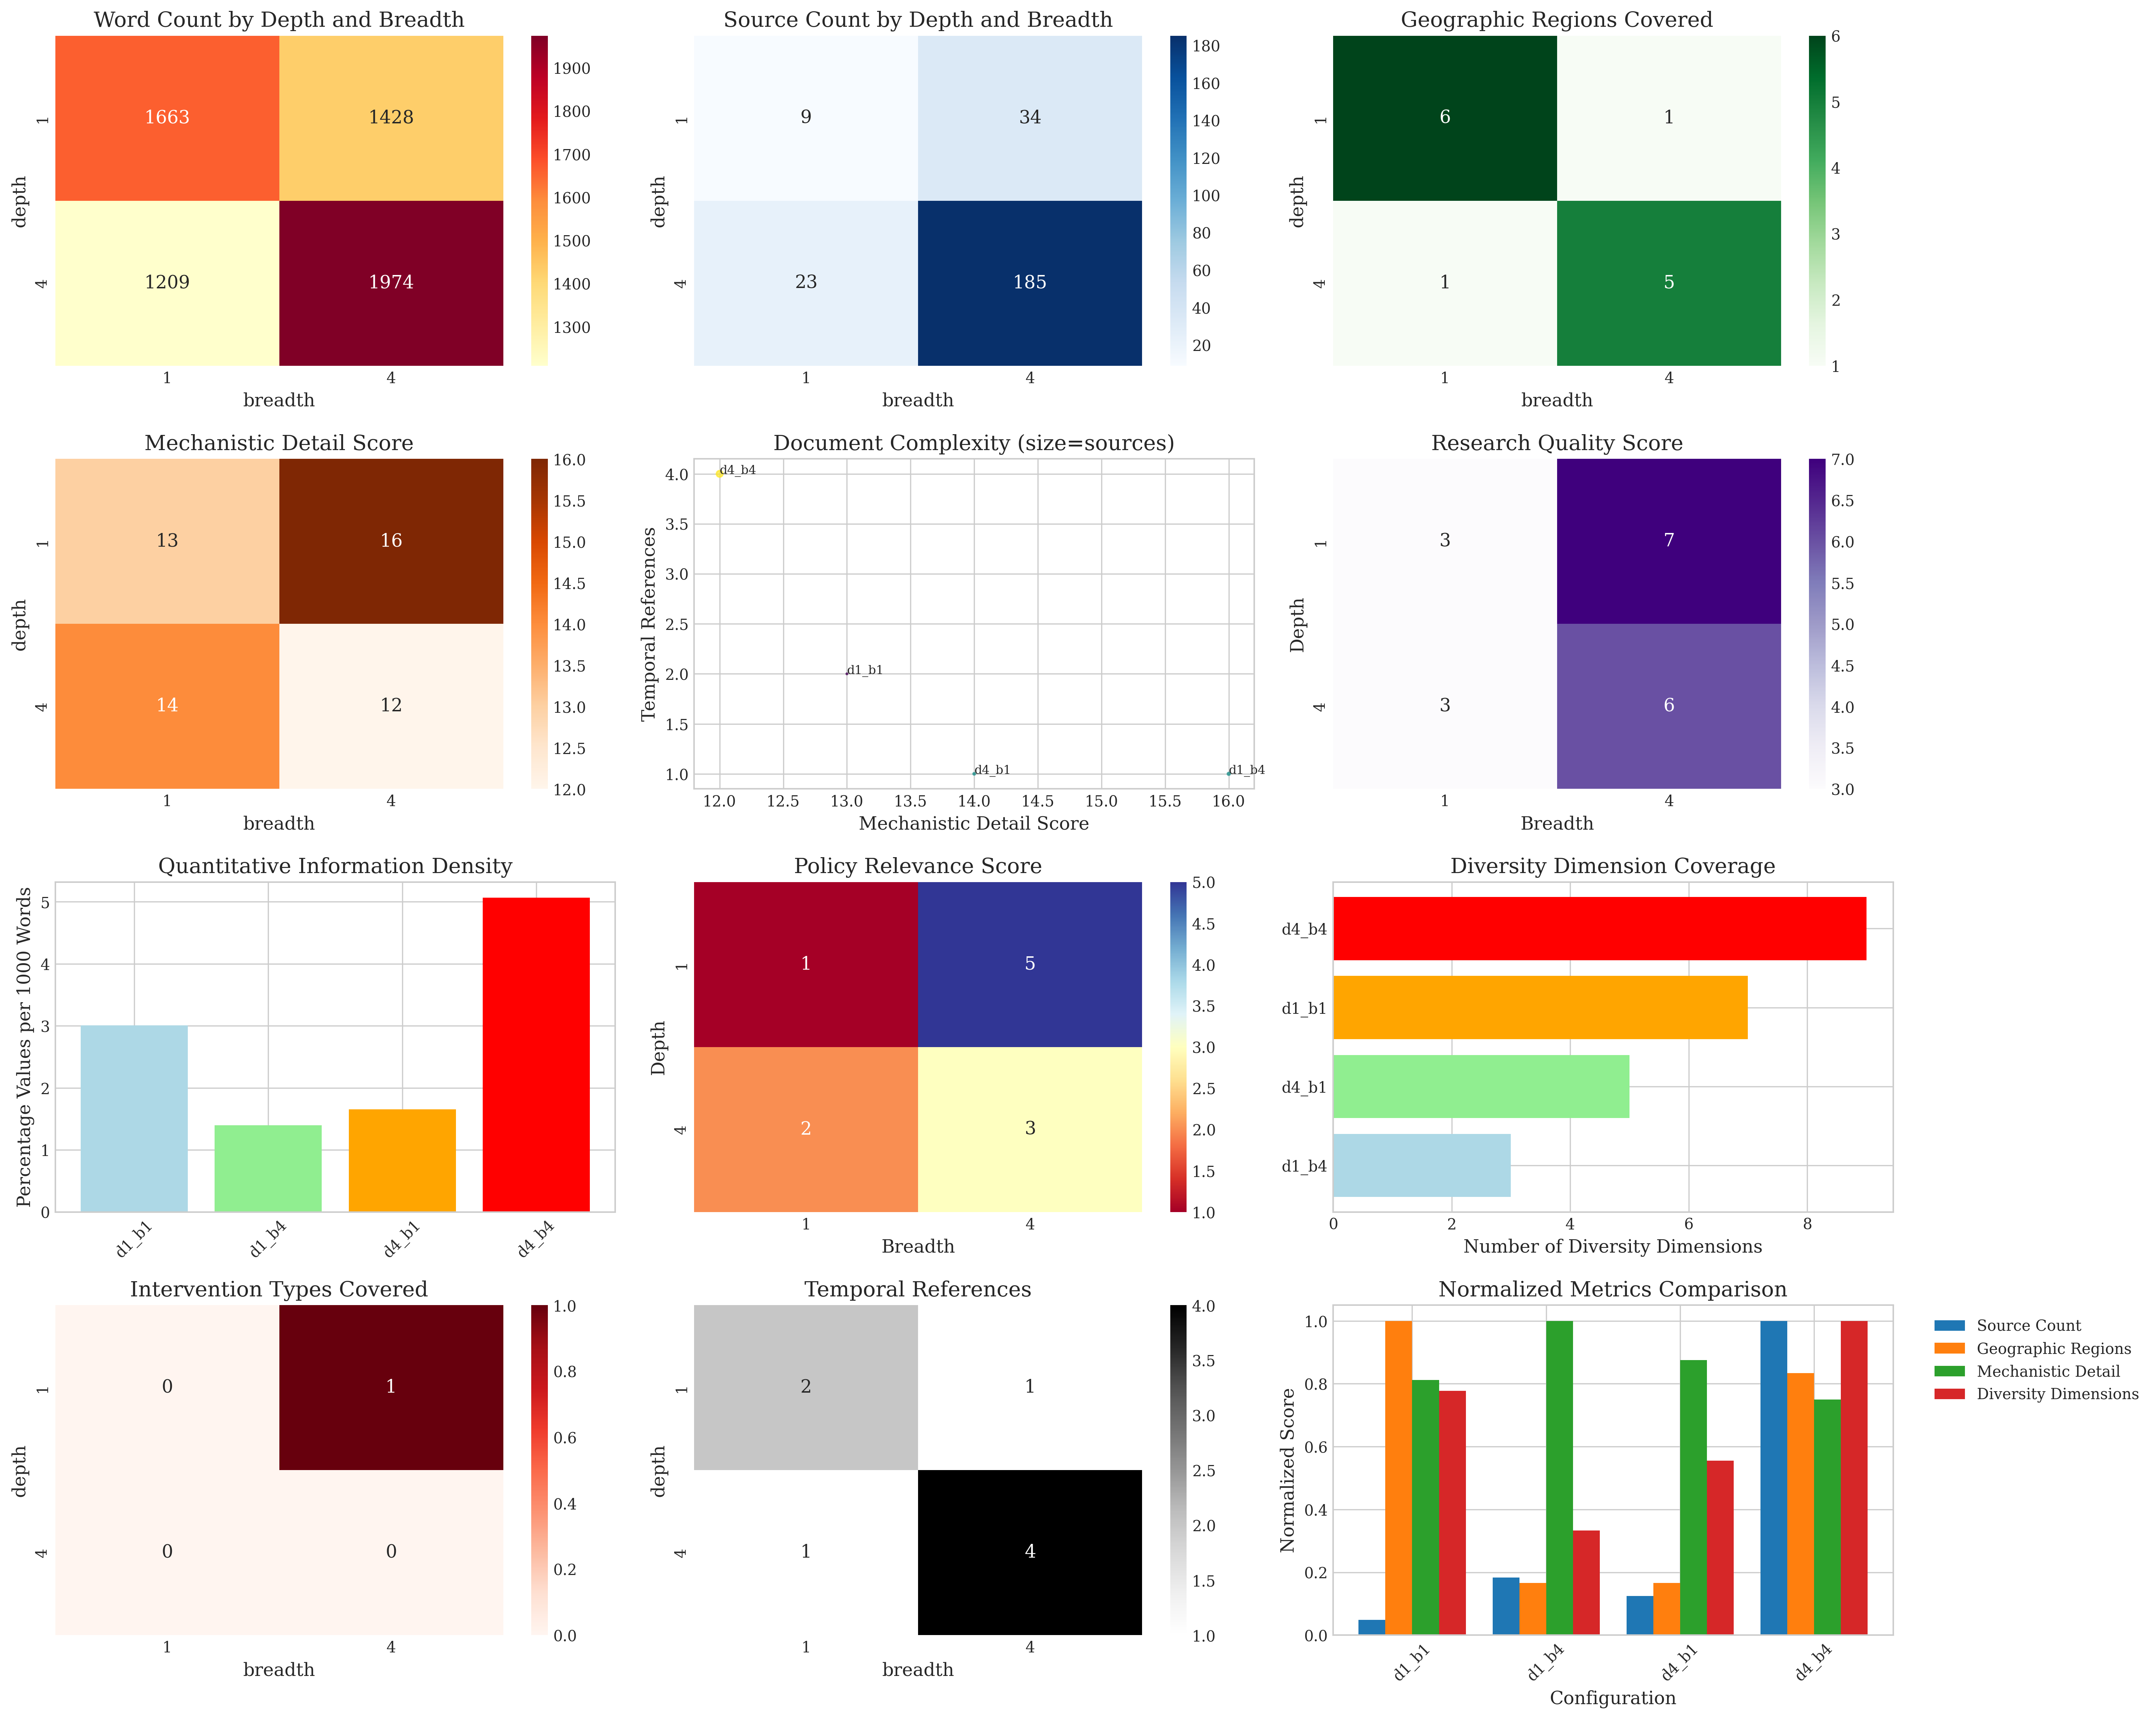 Word Count by Depth and Breadth
1663 1428
1209 1974
1
4
depth
1 4
breadth
1900
1800
1700
1600
1500
1400
1300
Source Count by Depth and Breadth
9 34
23 185
1
4
depth
1 4
breadth
180
160
140
120
100
80
60
40
20
Geographic Regions Covered
6 1
1 5
1
4
depth
1 4
breadth
6
5
4
3
2
1
Mechanistic Detail Score
13 16
14 12
1
4
depth
1 4
breadth
16.0
15.5
15.0
14.5
14.0
13.5
13.0
12.5
12.0
Document Complexity (size=sources)
Temporal References
4.0
3.5
3.0
2.5
2.0
1.5
1.0
d4_b4
d1_b1
d4_b1
d1_b4
12.0 12.5 13.0 13.5 14.0 14.5 15.0 15.5 16.0
Mechanistic Detail Score
Research Quality Score
3 7
3 6
1
4
Depth
1 4
Breadth
7.0
6.5
6.0
5.5
5.0
4.5
4.0
3.5
3.0
Quantitative Information Density
Percentage Values per 1000 Words
5
4
3
2
1
0
d1_b1 d1_b4 d4_b1 d4_b4
Policy Relevance Score
1 5
2 3
1
4
Depth
1 4
Breadth
5.0
4.5
4.0
3.5
3.0
2.5
2.0
1.5
1.0
Diversity Dimension Coverage
d4_b4
d1_b1
d4_b1
d1_b4
0 2 4 6 8
Number of Diversity Dimensions
Intervention Types Covered
0 1
0 0
1
4
depth
1 4
breadth
1.0
0.8
0.6
0.4
0.2
0.0
Temporal References
2 1
1 4
1
4
depth
1 4
breadth
4.0
3.5
3.0
2.5
2.0
1.5
1.0
Normalized Metrics Comparison
Normalized Score
1.0
0.8
0.6
0.4
0.2
0.0
d1_b1 d1_b4 d4_b1 d4_b4
Configuration
Source Count
Geographic Regions
Mechanistic Detail
Diversity Dimensions